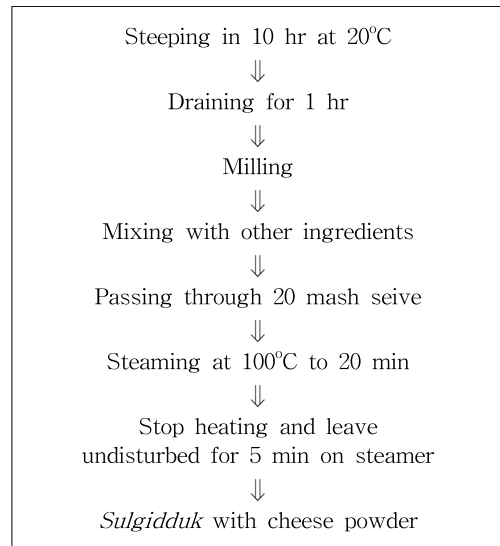 Steeping in 10 hr at 20°C
⇓
Draining for 1 hr
⇓
Milling
⇓
Mixing with other ingredients
⇓
Passing through 20 mash seive
⇓
Steaming at 100°C to 20 min
⇓
Stop heating and leave
undisturbed for 5 min on steamer
⇓
Sulgidduk with cheese powder